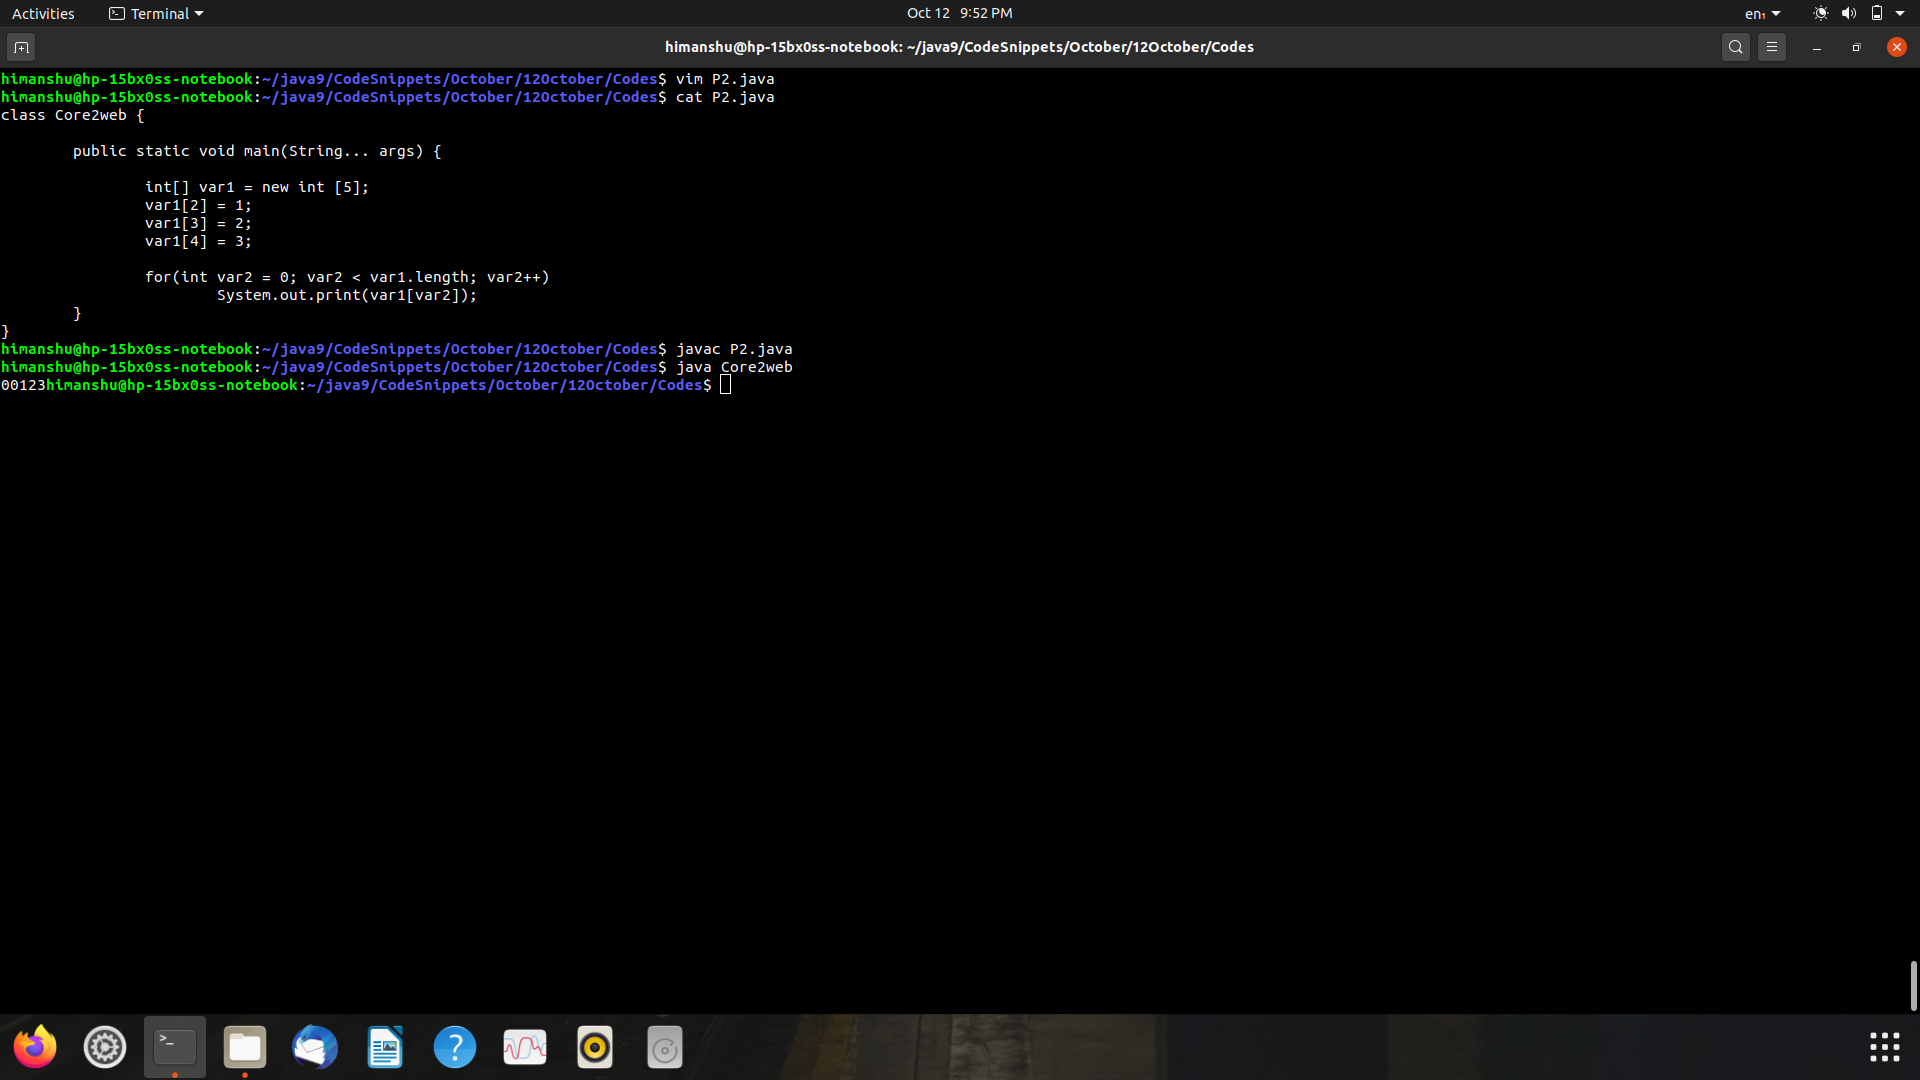 Activities Terminal Oct 12 9:52 PM en₁
himanshu@hp-15bx0ss-notebook: ~/java9/CodeSnippets/October/12October/Codes
himanshu@hp-15bx0ss-notebook:~/java9/CodeSnippets/October/12October/Codes$ vim P2.java
himanshu@hp-15bx0ss-notebook:~/java9/CodeSnippets/October/12October/Codes$ cat P2.java
class Core2web {
public static void main(String... args) {
int[] var1 = new int [5];
var1[2] = 1;
var1[3] = 2;
var1[4] = 3;
for(int var2 = 0; var2 < var1.length; var2++)
System.out.print(var1[var2]);
}
}
himanshu@hp-15bx0ss-notebook:~/java9/CodeSnippets/October/12October/Codes$ javac P2.java
himanshu@hp-15bx0ss-notebook:~/java9/CodeSnippets/October/12October/Codes$ java Core2web
00123himanshu@hp-15bx0ss-notebook:~/java9/CodeSnippets/October/12October/Codes$